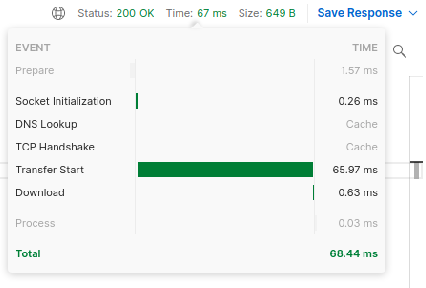 Status: 200 OK Time: 67 ms Size: 649 B Save Response
EVENT TIME
Prepare 1.57 ms
Socket Initialization 0.26 ms
DNS Lookup Cache
TCP Handshake Cache
Transfer Start 65.97 ms
Download 0.63 ms
Process 0.03 ms
Total 68.44 ms